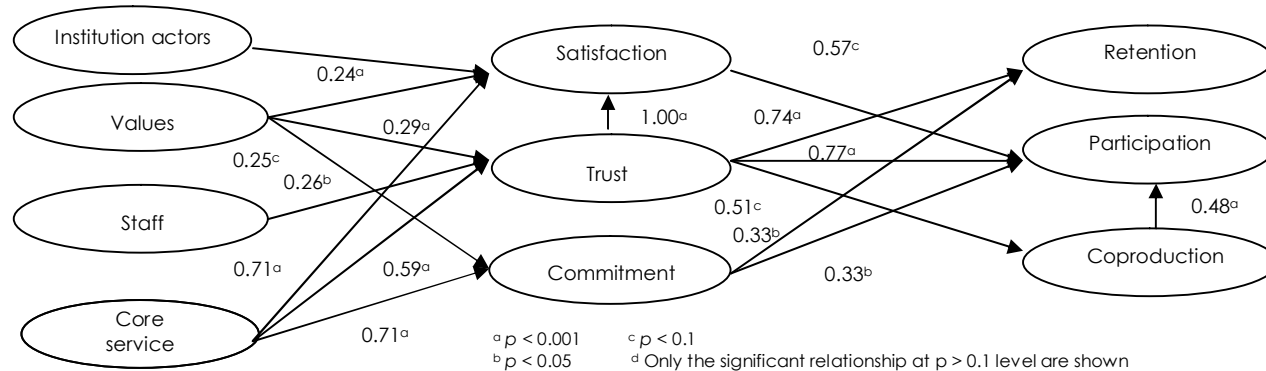 Institution actors
Satisfaction
0.57ᶜ
Retention
0.24ᵃ
Values
0.29ᵃ
1.00ᵃ
0.74ᵃ
Participation
0.25ᶜ
0.26ᵇ
Trust
0.77ᵃ
Staff
0.51ᶜ
0.33ᵇ
0.48ᵃ
0.71ᵃ
0.59ᵃ
Commitment
0.33ᵇ
Coproduction
Core
service
0.71ᵃ
ᵃ p < 0.001 ᶜ p < 0.1
ᵇ p < 0.05 ᵈ Only the significant relationship at p > 0.1 level are shown